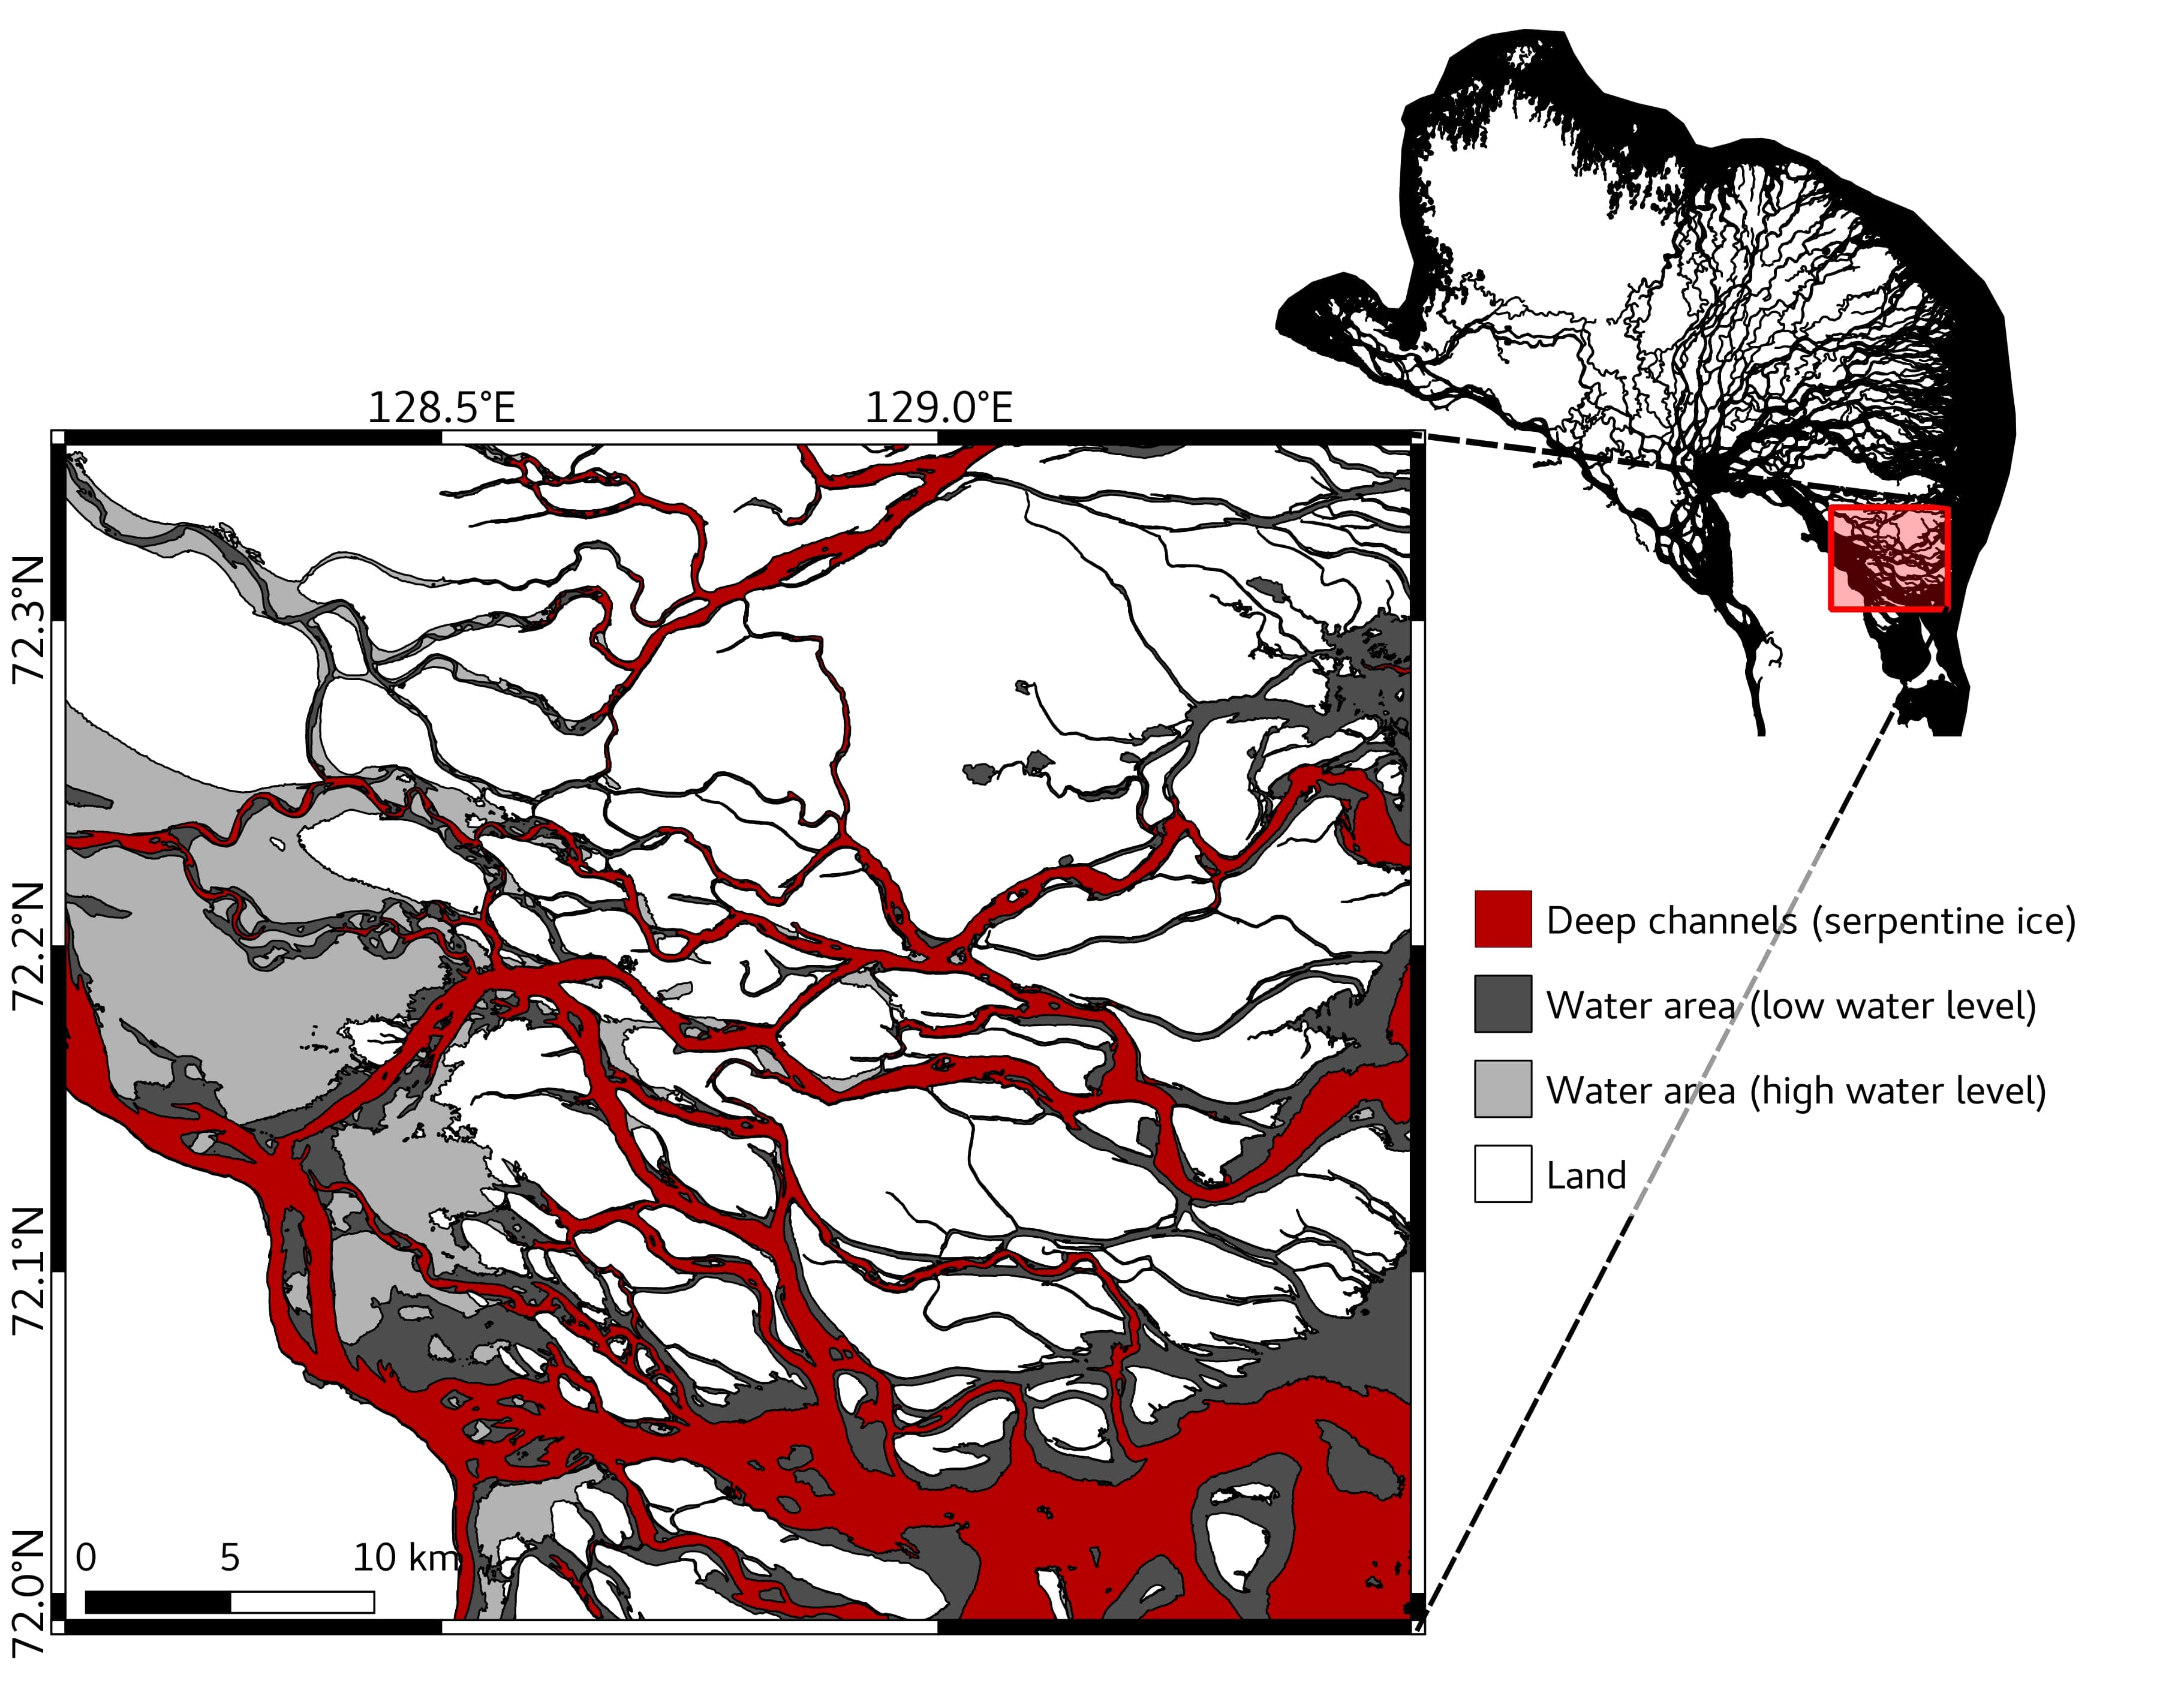 128.5°E 129.0°E
72.3°N
72.2°N
72.1°N
72.0°N
0 5 10 km
Deep channels (serpentine ice)
Water area (low water level)
Water area (high water level)
Land